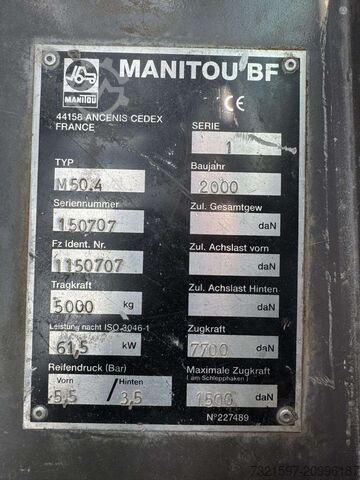 MANITOU BF
MANITOU
44158 ANCENIS CEDEX
FRANCE
CE
SERIE
1
TYP
M50.4
Baujahr
2000
Seriennummer
150707
Zul. Gesamtgew
daN
Fz Ident. Nr.
1150707
Zul. Achslast vorn
daN
Tragkraft
5000 kg
Zul. Achslast Hinten
daN
Leistung nacht ISO 3046-1
61,5 kW
Zugkraft
7700 daN
Reifendruck (Bar)
Vorn / Hinten
5,5 3,5
Maximale Zugkraft
( am Schlepphaken )
1500 daN
N°227489
7321597-20996187